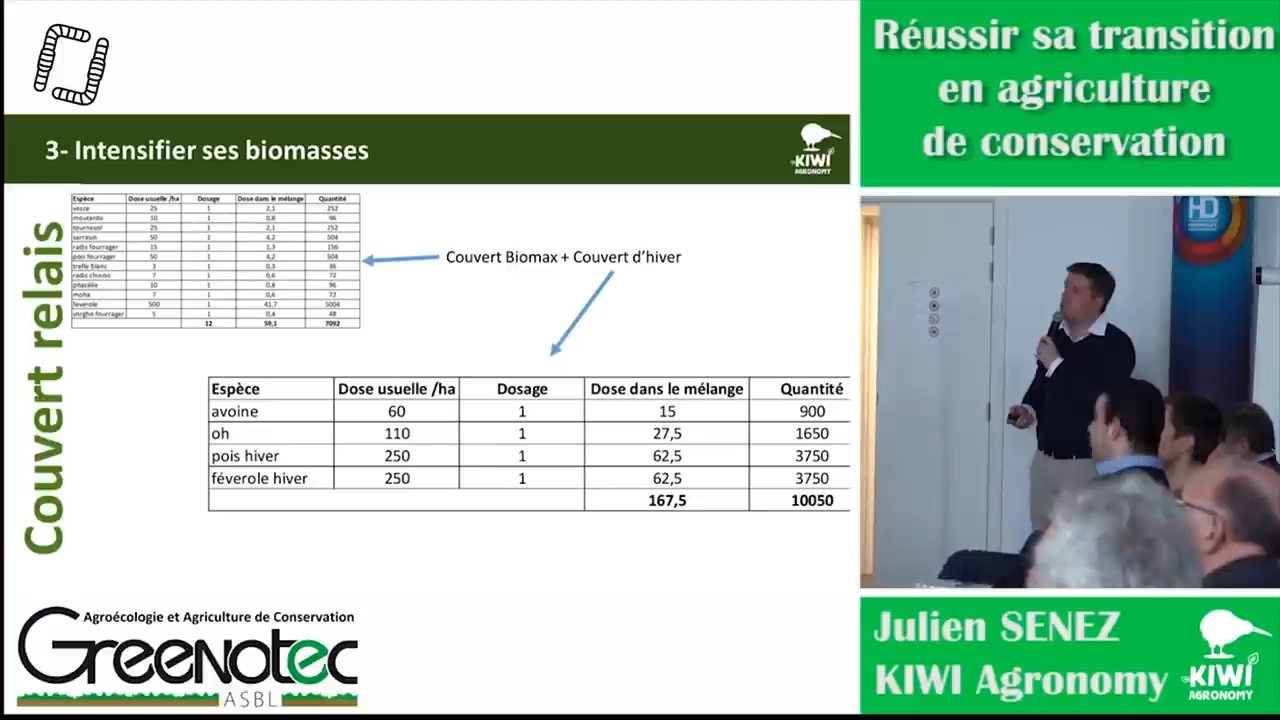 3- Intensifier ses biomasses
KIWI
AGRONOMY
Couvert relais
Espèce Dose usuelle /ha Dosage Dose dans le mélange Quantité
vesce 25 1 2,1 252
moutarde 10 1 0,8 96
tournesol 25 1 2,1 252
sarrasin 50 1 4,2 504
radis fourrager 15 1 1,3 156
pois fourrager 50 1 4,2 504
trefle blanc 3 1 0,3 36
radis chinois 7 1 0,6 72
phacélie 10 1 0,8 96
moha 7 1 0,6 72
feverole 500 1 41,7 5004
sorgho fourrager 5 1 0,4 48
12 59,1 7092
Couvert Biomax + Couvert d'hiver
Espèce Dose usuelle /ha Dosage Dose dans le mélange Quantité
avoine 60 1 15 900
oh 110 1 27,5 1650
pois hiver 250 1 62,5 3750
féverole hiver 250 1 62,5 3750
167,5 10050
Agroécologie et Agriculture de Conservation
Greenotec
ASBL
Réussir sa transition
en agriculture
de conservation
HD
Julien SENEZ
KIWI Agronomy
KIWI
AGRONOMY